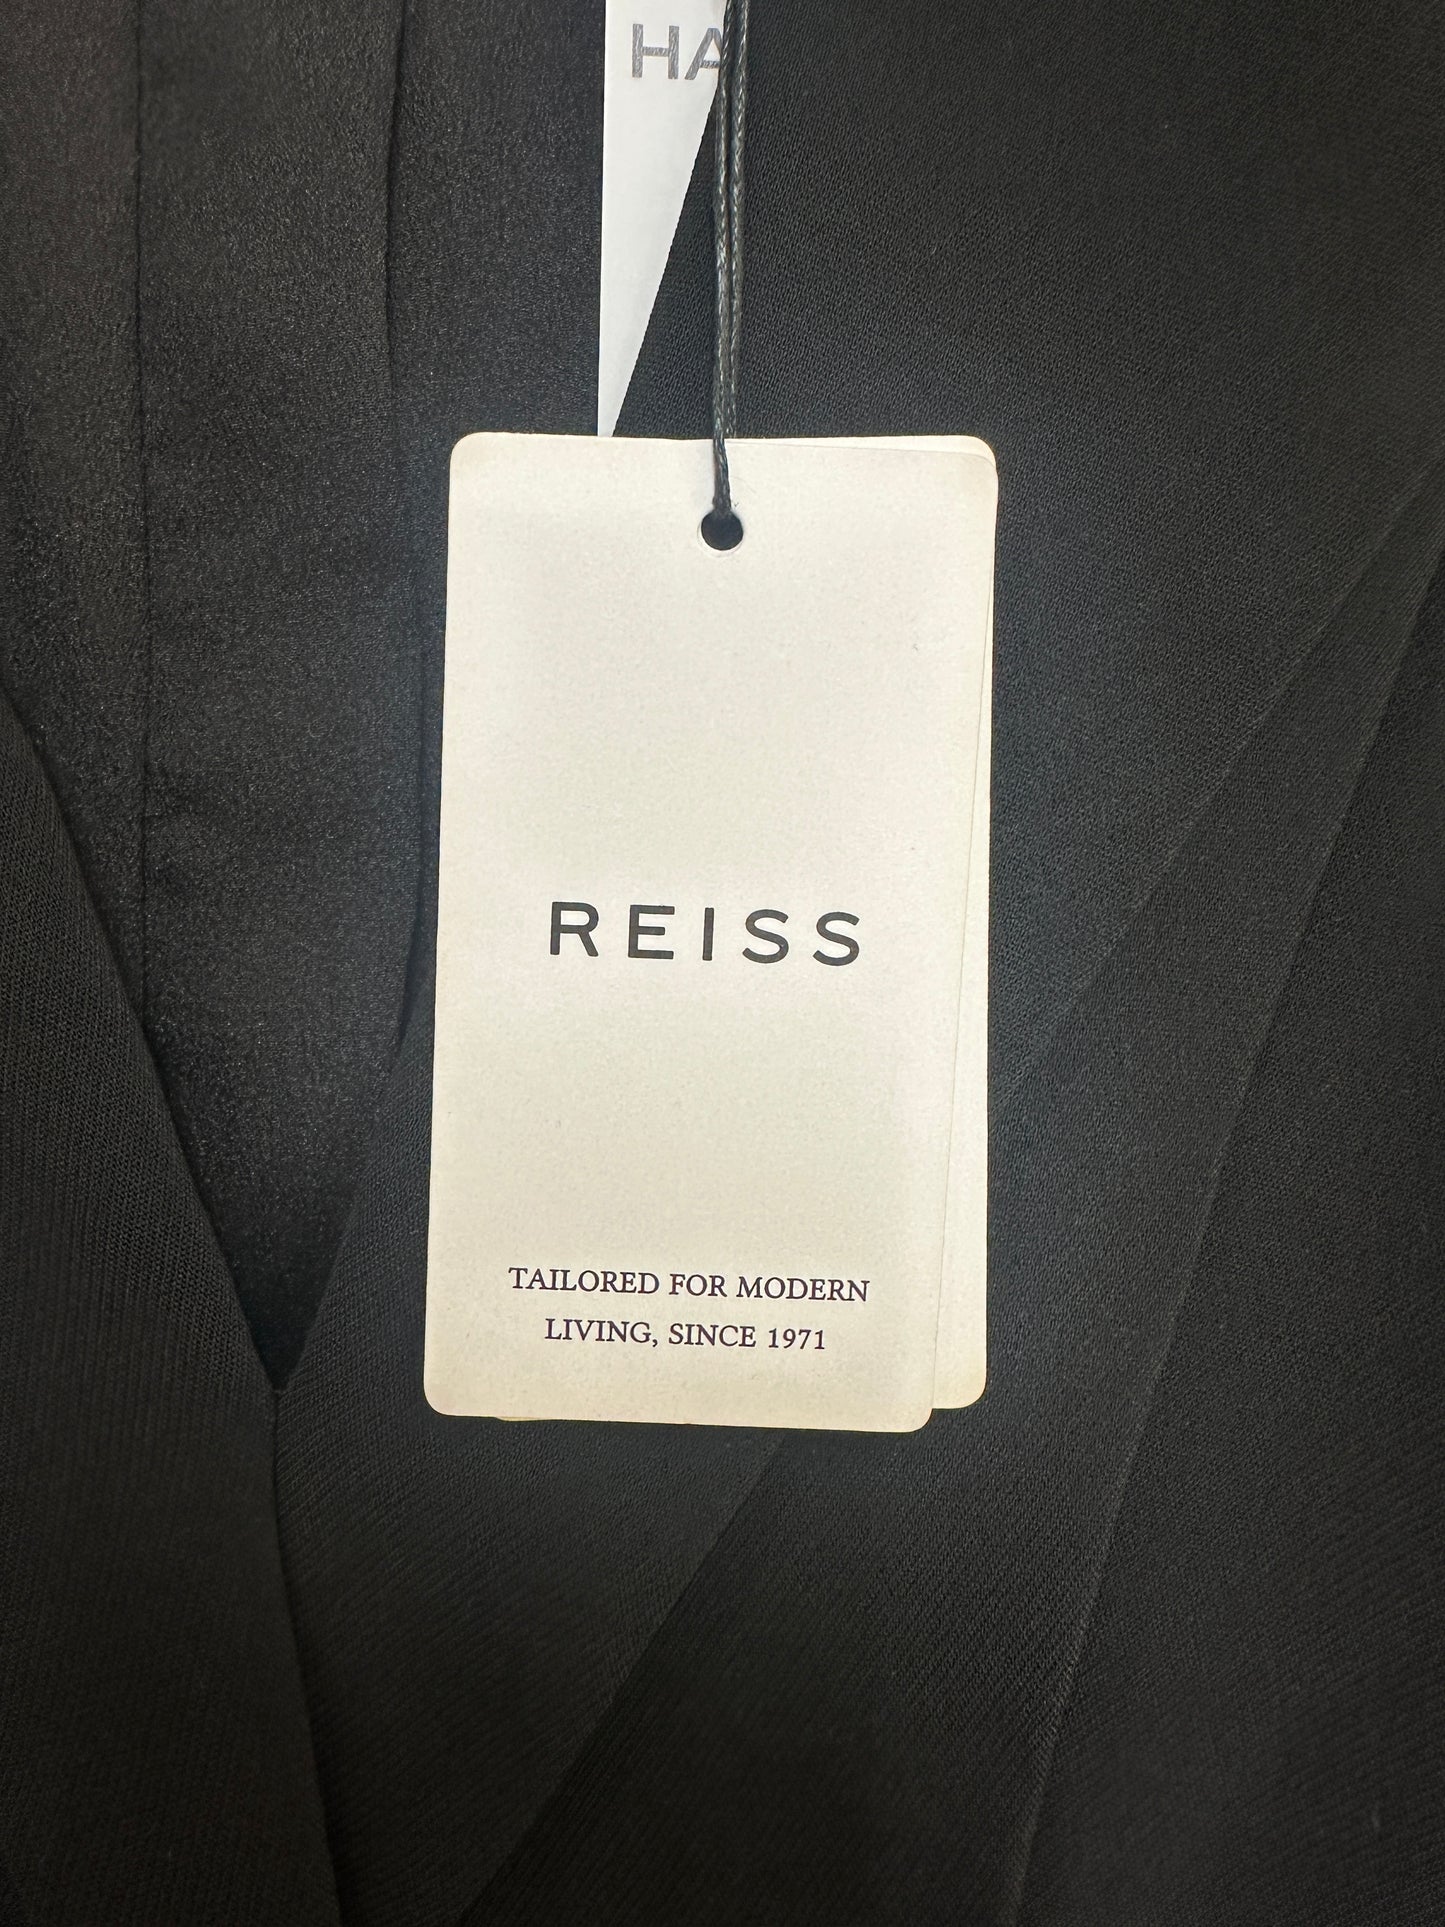 HA
REISS
TAILORED FOR MODERN
LIVING, SINCE 1971